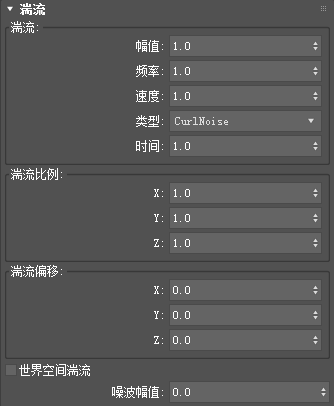 湍流
湍流:
幅值: 1.0
频率: 1.0
速度: 1.0
类型: CurlNoise
时间: 1.0
湍流比例:
X: 1.0
Y: 1.0
Z: 1.0
湍流偏移:
X: 0.0
Y: 0.0
Z: 0.0
世界空间湍流
噪波幅值: 0.0